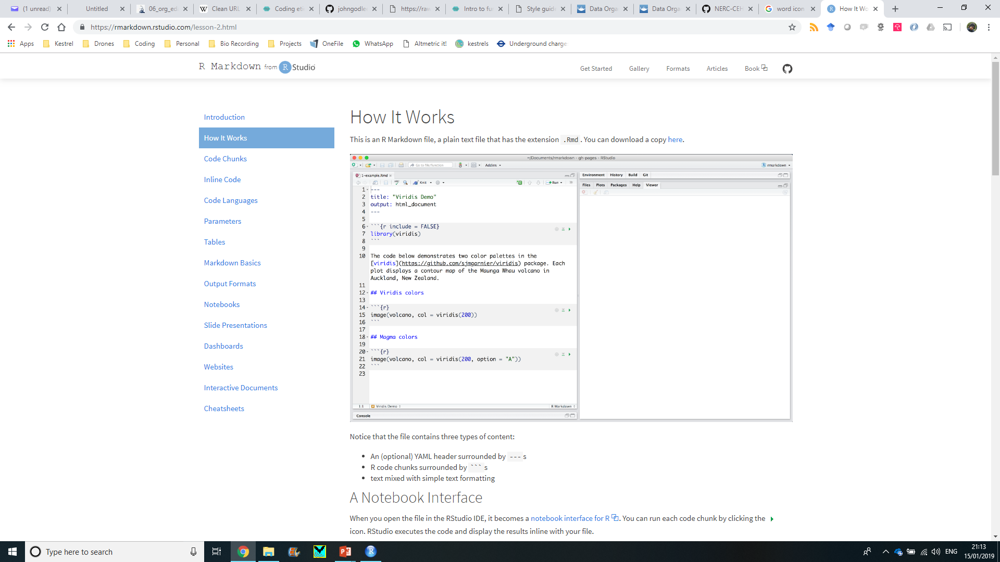 (1 unread)
Untitled
06_org_ed
Clean URL
Coding eti
johngodle
https://raw
Intro to fu
Style guid
Data Orga
Data Orga
NERC-CEH
word icon
How It Wo
https://rmarkdown.rstudio.com/lesson-2.html
Apps Kestrel Drones Coding Personal Bio Recording Projects OneFile WhatsApp Altmetric it! kestrels Underground charge
R Markdown from R Studio
Get Started Gallery Formats Articles Book
Introduction
How It Works
Code Chunks
Inline Code
Code Languages
Parameters
Tables
Markdown Basics
Output Formats
Notebooks
Slide Presentations
Dashboards
Websites
Interactive Documents
Cheatsheets
How It Works
This is an R Markdown file, a plain text file that has the extension .Rmd. You can download a copy here.
~/Documents/rmarkdown - gh-pages - RStudio
Go to file/function Addins rmarkdown
1-example.Rmd
Knit Run
1 ---
2 title: "Viridis Demo"
3 output: html_document
4 ---
5
6 ```{r include = FALSE}
7 library(viridis)
8 ```
9
10 The code below demonstrates two color palettes in the
[viridis](https://github.com/sjmgarnier/viridis) package. Each
plot displays a contour map of the Maunga Whau volcano in
Auckland, New Zealand.
11
12 ## Viridis colors
13
14 ```{r}
15 image(volcano, col = viridis(200))
16 ```
17
18 ## Magma colors
19
20 ```{r}
21 image(volcano, col = viridis(200, option = "A"))
22 ```
23
1:1 Viridis Demo R Markdown
Console
Environment History Build Git
Files Plots Packages Help Viewer
Notice that the file contains three types of content:
• An (optional) YAML header surrounded by --- s
• R code chunks surrounded by ``` s
• text mixed with simple text formatting
A Notebook Interface
When you open the file in the RStudio IDE, it becomes a notebook interface for R. You can run each code chunk by clicking the
icon. RStudio executes the code and display the results inline with your file.
Type here to search
ENG
21:13
15/01/2019